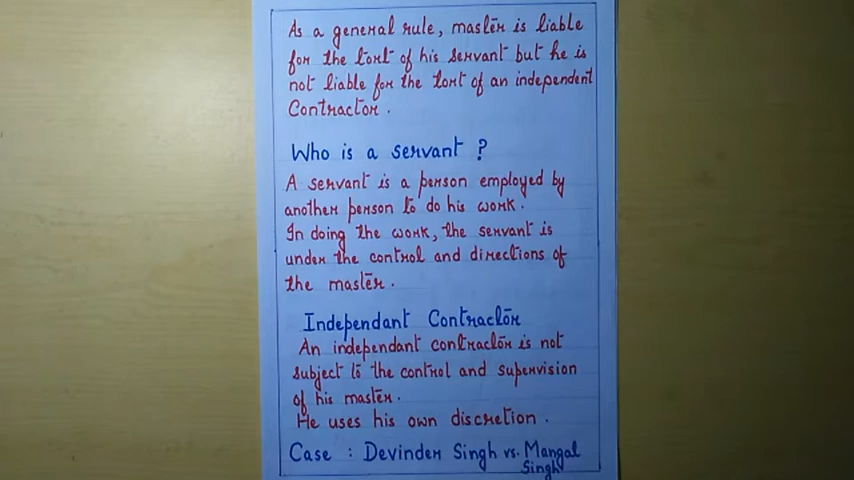 As a general rule, master is liable
for the tort of his servant but he is
not liable for the tort of an independent
Contractor.
Who is a servant ?
A servant is a person employed by
another person to do his work.
In doing the work, the servant is
under the control and directions of
the master.
Independant Contractor
An independant contractor is not
subject to the control and supervision
of his master.
He uses his own discretion.
Case : Devinder Singh vs. Mangal
Singh